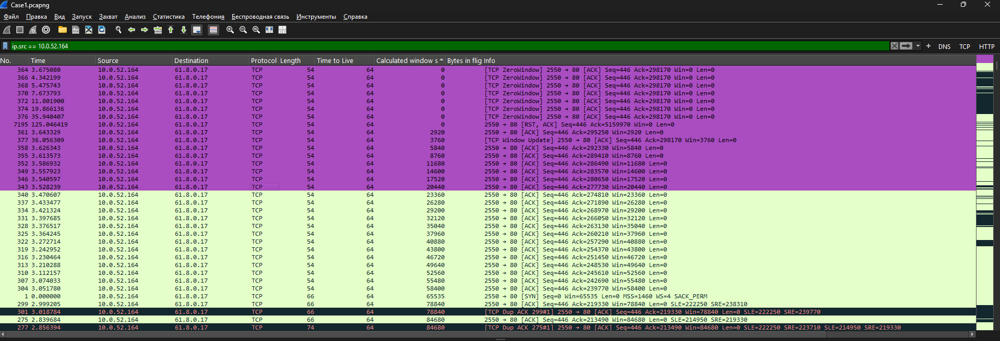 Case1.pcapng
Файл Правка Вид Запуск Захват Анализ Статистика Телефония Беспроводная связь Инструменты Справка
ip.src == 10.0.52.164 + DNS TCP HTTP
No. Time Source Destination Protocol Length Time to Live Calculated window s Bytes in flig Info
364 3.675080 10.0.52.164 61.8.0.17 TCP 54 64 0 [TCP ZeroWindow] 2550 → 80 [ACK] Seq=446 Ack=298170 Win=0 Len=0
366 4.342199 10.0.52.164 61.8.0.17 TCP 54 64 0 [TCP ZeroWindow] 2550 → 80 [ACK] Seq=446 Ack=298170 Win=0 Len=0
368 5.475743 10.0.52.164 61.8.0.17 TCP 54 64 0 [TCP ZeroWindow] 2550 → 80 [ACK] Seq=446 Ack=298170 Win=0 Len=0
370 7.673793 10.0.52.164 61.8.0.17 TCP 54 64 0 [TCP ZeroWindow] 2550 → 80 [ACK] Seq=446 Ack=298170 Win=0 Len=0
372 11.801900 10.0.52.164 61.8.0.17 TCP 54 64 0 [TCP ZeroWindow] 2550 → 80 [ACK] Seq=446 Ack=298170 Win=0 Len=0
374 19.866136 10.0.52.164 61.8.0.17 TCP 54 64 0 [TCP ZeroWindow] 2550 → 80 [ACK] Seq=446 Ack=298170 Win=0 Len=0
376 35.940407 10.0.52.164 61.8.0.17 TCP 54 64 0 [TCP ZeroWindow] 2550 → 80 [ACK] Seq=446 Ack=298170 Win=0 Len=0
7195 125.046419 10.0.52.164 61.8.0.17 TCP 54 64 0 2550 → 80 [RST, ACK] Seq=446 Ack=5159970 Win=0 Len=0
361 3.643329 10.0.52.164 61.8.0.17 TCP 54 64 2920 2550 → 80 [ACK] Seq=446 Ack=295250 Win=2920 Len=0
377 36.056309 10.0.52.164 61.8.0.17 TCP 54 64 3760 [TCP Window Update] 2550 → 80 [ACK] Seq=446 Ack=298170 Win=3760 Len=0
358 3.626343 10.0.52.164 61.8.0.17 TCP 54 64 5840 2550 → 80 [ACK] Seq=446 Ack=292330 Win=5840 Len=0
355 3.613573 10.0.52.164 61.8.0.17 TCP 54 64 8760 2550 → 80 [ACK] Seq=446 Ack=289410 Win=8760 Len=0
352 3.586932 10.0.52.164 61.8.0.17 TCP 54 64 11680 2550 → 80 [ACK] Seq=446 Ack=286490 Win=11680 Len=0
349 3.557923 10.0.52.164 61.8.0.17 TCP 54 64 14600 2550 → 80 [ACK] Seq=446 Ack=283570 Win=14600 Len=0
346 3.540597 10.0.52.164 61.8.0.17 TCP 54 64 17520 2550 → 80 [ACK] Seq=446 Ack=280650 Win=17520 Len=0
343 3.528239 10.0.52.164 61.8.0.17 TCP 54 64 20440 2550 → 80 [ACK] Seq=446 Ack=277730 Win=20440 Len=0
340 3.470607 10.0.52.164 61.8.0.17 TCP 54 64 23360 2550 → 80 [ACK] Seq=446 Ack=274810 Win=23360 Len=0
337 3.433477 10.0.52.164 61.8.0.17 TCP 54 64 26280 2550 → 80 [ACK] Seq=446 Ack=271890 Win=26280 Len=0
334 3.421324 10.0.52.164 61.8.0.17 TCP 54 64 29200 2550 → 80 [ACK] Seq=446 Ack=268970 Win=29200 Len=0
331 3.397685 10.0.52.164 61.8.0.17 TCP 54 64 32120 2550 → 80 [ACK] Seq=446 Ack=266050 Win=32120 Len=0
328 3.376517 10.0.52.164 61.8.0.17 TCP 54 64 35040 2550 → 80 [ACK] Seq=446 Ack=263130 Win=35040 Len=0
325 3.364245 10.0.52.164 61.8.0.17 TCP 54 64 37960 2550 → 80 [ACK] Seq=446 Ack=260210 Win=37960 Len=0
322 3.272714 10.0.52.164 61.8.0.17 TCP 54 64 40880 2550 → 80 [ACK] Seq=446 Ack=257290 Win=40880 Len=0
319 3.242952 10.0.52.164 61.8.0.17 TCP 54 64 43800 2550 → 80 [ACK] Seq=446 Ack=254370 Win=43800 Len=0
316 3.230464 10.0.52.164 61.8.0.17 TCP 54 64 46720 2550 → 80 [ACK] Seq=446 Ack=251450 Win=46720 Len=0
313 3.210288 10.0.52.164 61.8.0.17 TCP 54 64 49640 2550 → 80 [ACK] Seq=446 Ack=248530 Win=49640 Len=0
310 3.112157 10.0.52.164 61.8.0.17 TCP 54 64 52560 2550 → 80 [ACK] Seq=446 Ack=245610 Win=52560 Len=0
307 3.074033 10.0.52.164 61.8.0.17 TCP 54 64 55480 2550 → 80 [ACK] Seq=446 Ack=242690 Win=55480 Len=0
304 3.051780 10.0.52.164 61.8.0.17 TCP 54 64 58400 2550 → 80 [ACK] Seq=446 Ack=239770 Win=58400 Len=0
1 0.000000 10.0.52.164 61.8.0.17 TCP 66 64 65535 2550 → 80 [SYN] Seq=0 Win=65535 Len=0 MSS=1460 WS=4 SACK_PERM
299 2.999205 10.0.52.164 61.8.0.17 TCP 66 64 78840 2550 → 80 [ACK] Seq=446 Ack=219330 Win=78840 Len=0 SLE=222250 SRE=238310
301 3.018784 10.0.52.164 61.8.0.17 TCP 66 64 78840 [TCP Dup ACK 299#1] 2550 → 80 [ACK] Seq=446 Ack=219330 Win=78840 Len=0 SLE=222250 SRE=239770
275 2.839684 10.0.52.164 61.8.0.17 TCP 66 64 84680 2550 → 80 [ACK] Seq=446 Ack=213490 Win=84680 Len=0 SLE=214950 SRE=219330
277 2.856394 10.0.52.164 61.8.0.17 TCP 74 64 84680 [TCP Dup ACK 275#1] 2550 → 80 [ACK] Seq=446 Ack=213490 Win=84680 Len=0 SLE=222250 SRE=223710 SLE=214950 SRE=219330